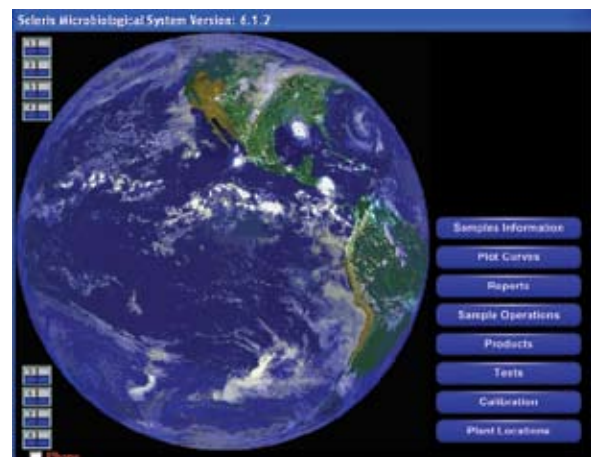 Soleris Microbiological System Version: 6.1.2
Samples Information
Plot Curves
Reports
Sample Operations
Products
Tests
Calibration
Plant Locations